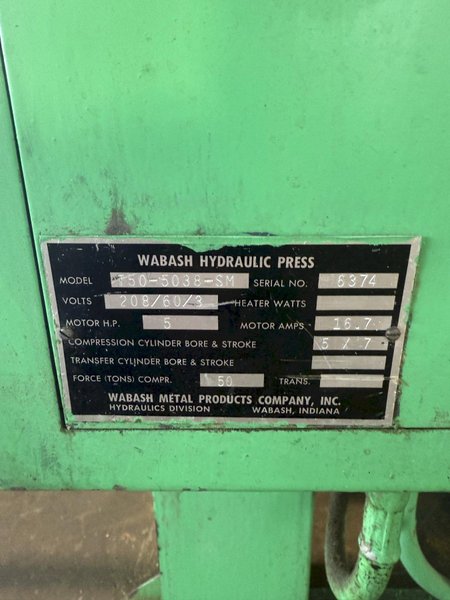 WABASH HYDRAULIC PRESS
MODEL T50-5038-SM SERIAL NO. 6374
VOLTS 208/60/3 HEATER WATTS
MOTOR H.P. 5 MOTOR AMPS 16.7
COMPRESSION CYLINDER BORE & STROKE 5 / 7
TRANSFER CYLINDER BORE & STROKE
FORCE (TONS) COMPR. 50 TRANS.
WABASH METAL PRODUCTS COMPANY, INC.
HYDRAULICS DIVISION WABASH, INDIANA